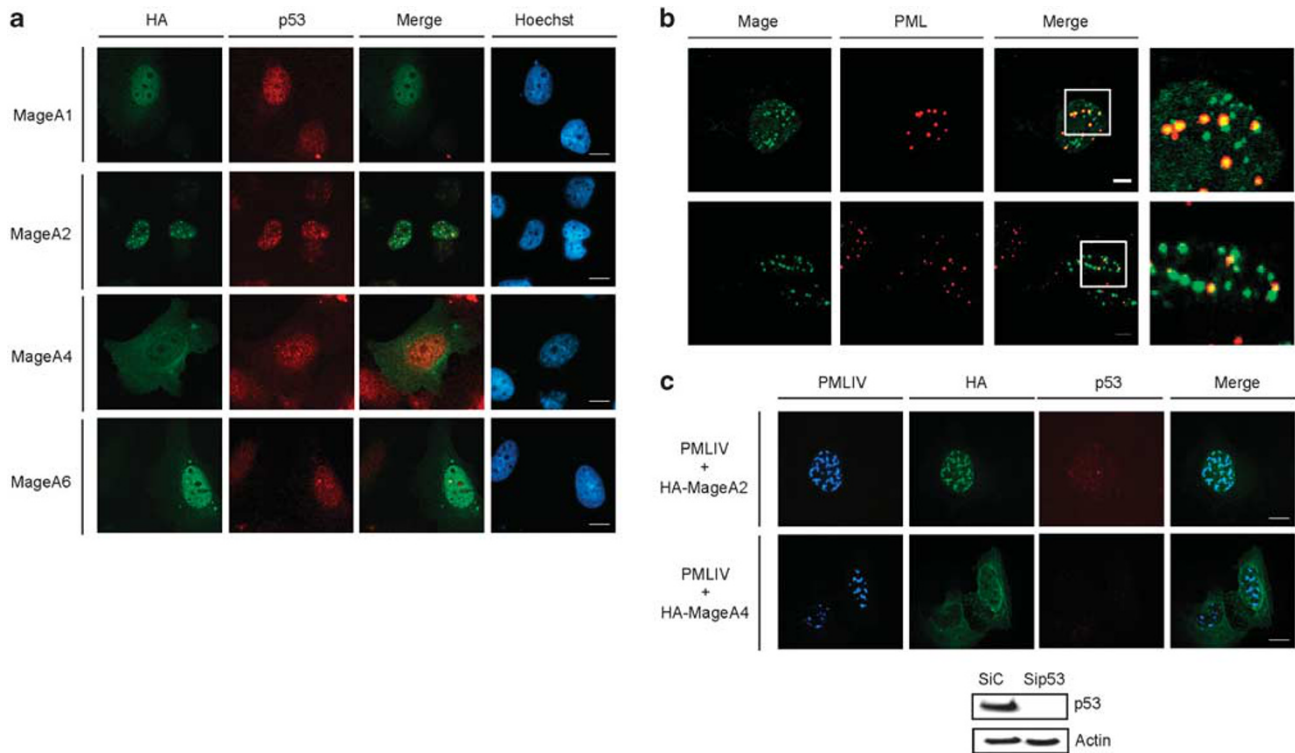 a
HA p53 Merge Hoechst
MageA1
MageA2
MageA4
MageA6
b
Mage PML Merge
c
PMLIV HA p53 Merge
PMLIV
+
HA-MageA2
PMLIV
+
HA-MageA4
SiC Sip53
p53
Actin